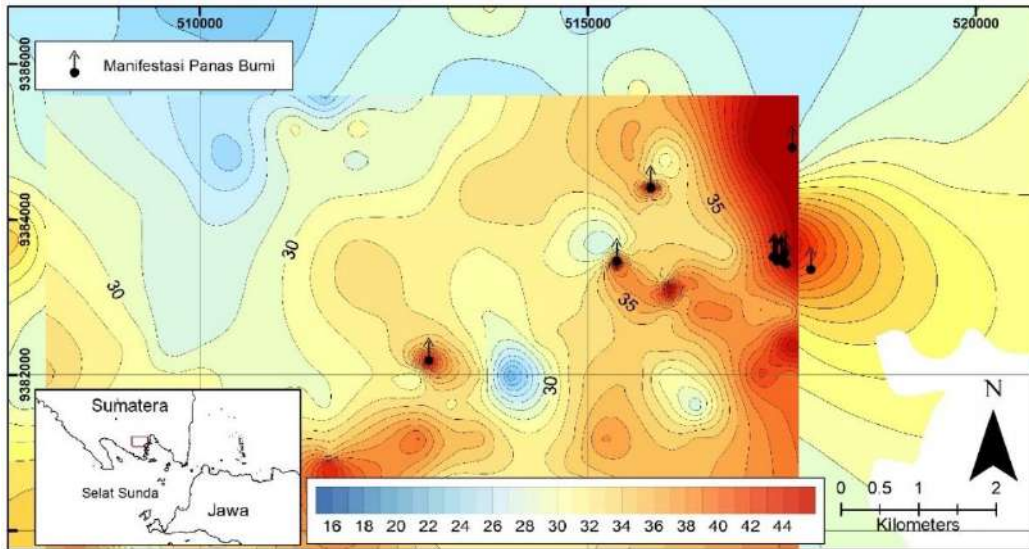 510000
515000
520000
9386000
Manifestasi Panas Bumi
9384000
35
30
30
35
9382000
30
Sumatera
Selat Sunda
Jawa
N
16 18 20 22 24 26 28 30 32 34 36 38 40 42 44
0 0.5 1 2
Kilometers